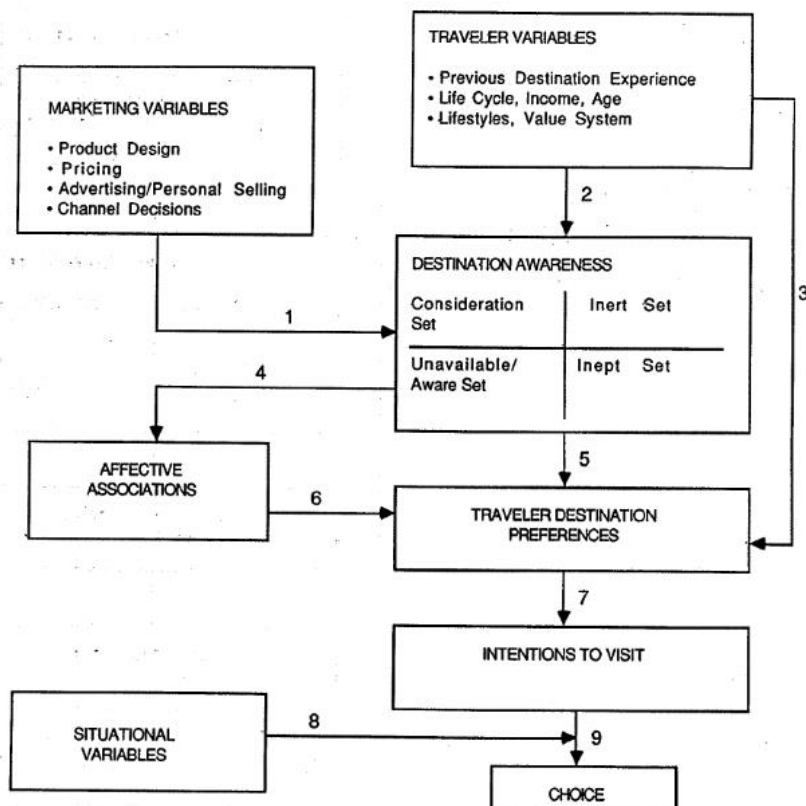 TRAVELER VARIABLES
• Previous Destination Experience
• Life Cycle, Income, Age
• Lifestyles, Value System
MARKETING VARIABLES
• Product Design
• Pricing
• Advertising/Personal Selling
• Channel Decisions
2
3
DESTINATION AWARENESS
Consideration
Set
Inert Set
Unavailable/
Aware Set
Inept Set
1
4
5
AFFECTIVE
ASSOCIATIONS
6
TRAVELER DESTINATION
PREFERENCES
7
INTENTIONS TO VISIT
SITUATIONAL
VARIABLES
8
9
CHOICE